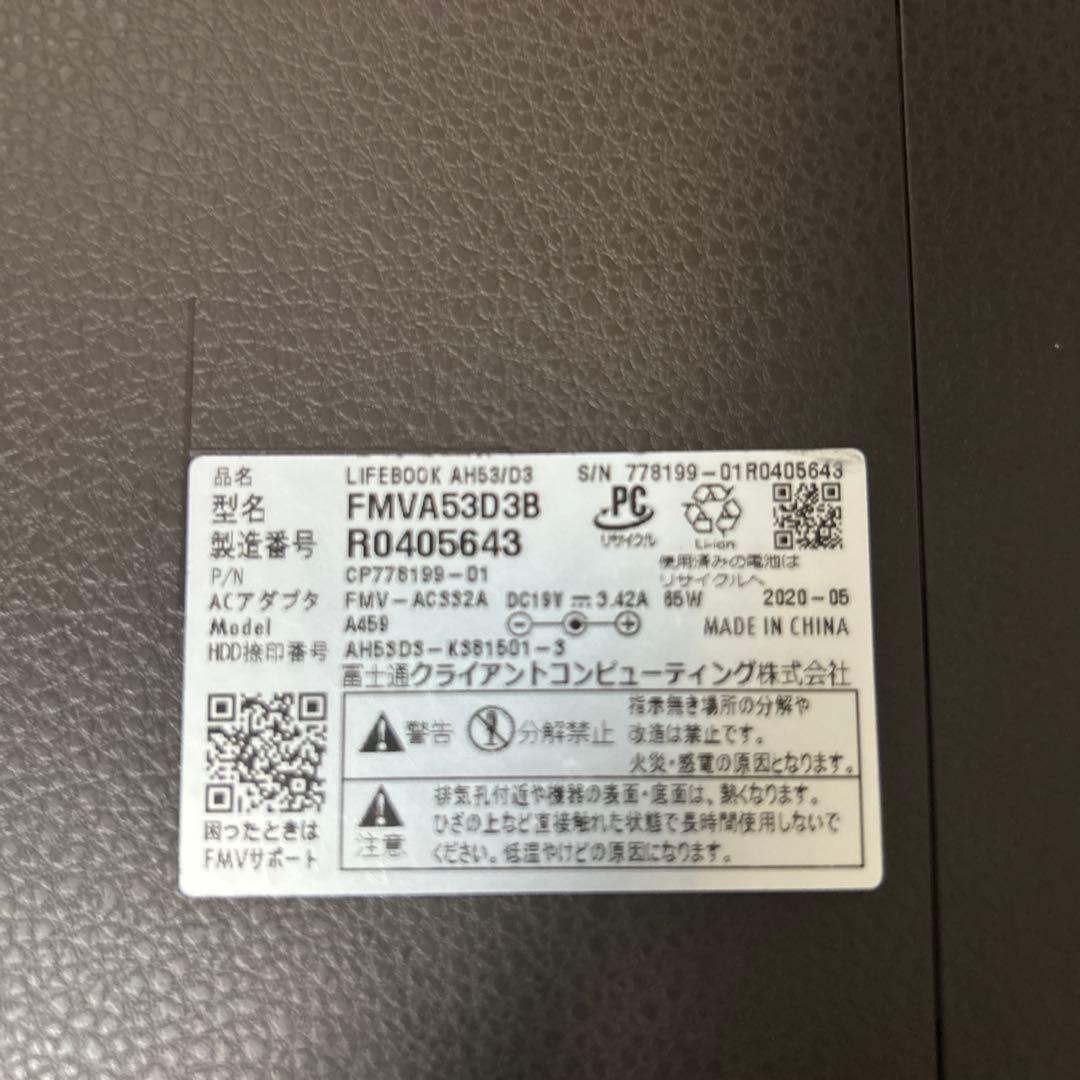 品名 LIFEBOOK AH53/D3 S/N 778199-01R0405643
型名 FMVA53D3B
製造番号 R0405643
PC
リサイクル
Li-ion
使用済みの電池は
リサイクルへ
P/N CP778199-01
ACアダプタ FMV-ACS32A DC19V 3.42A 65W 2020-05
Model A459 MADE IN CHINA
HDD捺印番号 AH53D3-K381501-3
富士通クライアントコンピューティング株式会社
警告 分解禁止
指示無き場所の分解や
改造は禁止です。
火災・感電の原因となります。
注意
排気孔付近や機器の表面・底面は、熱くなります。
ひざの上など直接触れた状態で長時間使用しないで
ください。低温やけどの原因になります。
困ったときは
FMVサポート